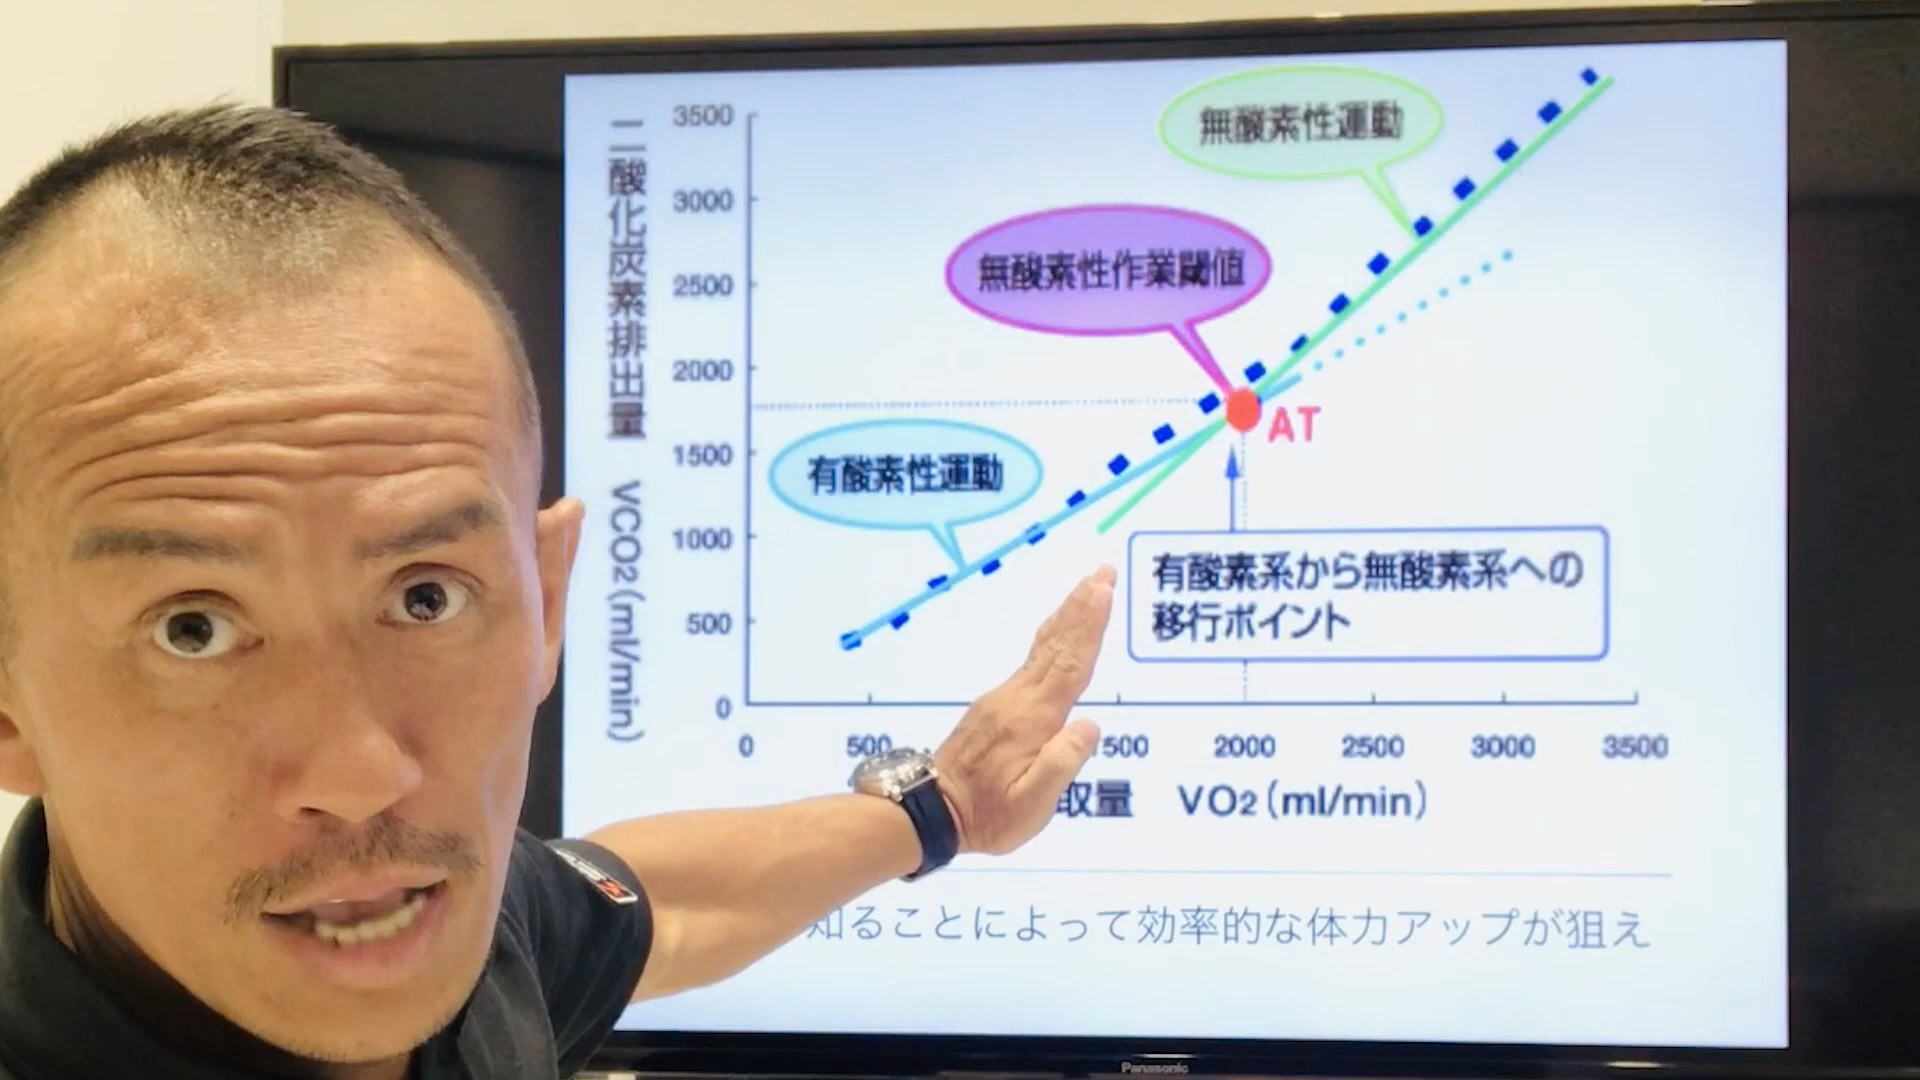 二酸化炭素排出量 VCO2(ml/min)
3500
3000
2500
2000
1500
1000
500
0
無酸素性運動
無酸素性作業閾値
有酸素性運動
AT
有酸素系から無酸素系への
移行ポイント
0 500 1500 2000 2500 3000 3500
取量 VO2(ml/min)
知ることによって効率的な体力アップが狙え
Panasonic